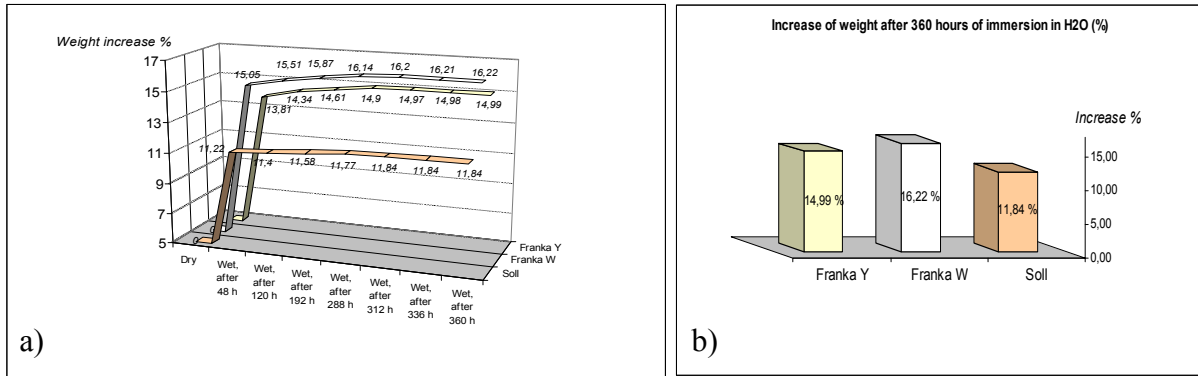 Weight increase %
17
15
13
11
9
7
5
15,05
15,51
15,87
16,14
16,2
16,21
16,22
13,81
14,34
14,61
14,9
14,97
14,98
14,99
11,22
11,4
11,58
11,77
11,84
11,84
11,84
0
Franka Y
Franka W
Soll
Dry
Wet,
after
48 h
Wet,
after
120 h
Wet,
after
192 h
Wet,
after
288 h
Wet,
after
312 h
Wet,
after
336 h
Wet,
after
360 h
a)
Increase of weight after 360 hours of immersion in H2O (%)
Increase %
15,00
10,00
5,00
0,00
14,99 %
16,22 %
11,84 %
Franka Y
Franka W
Soll
b)